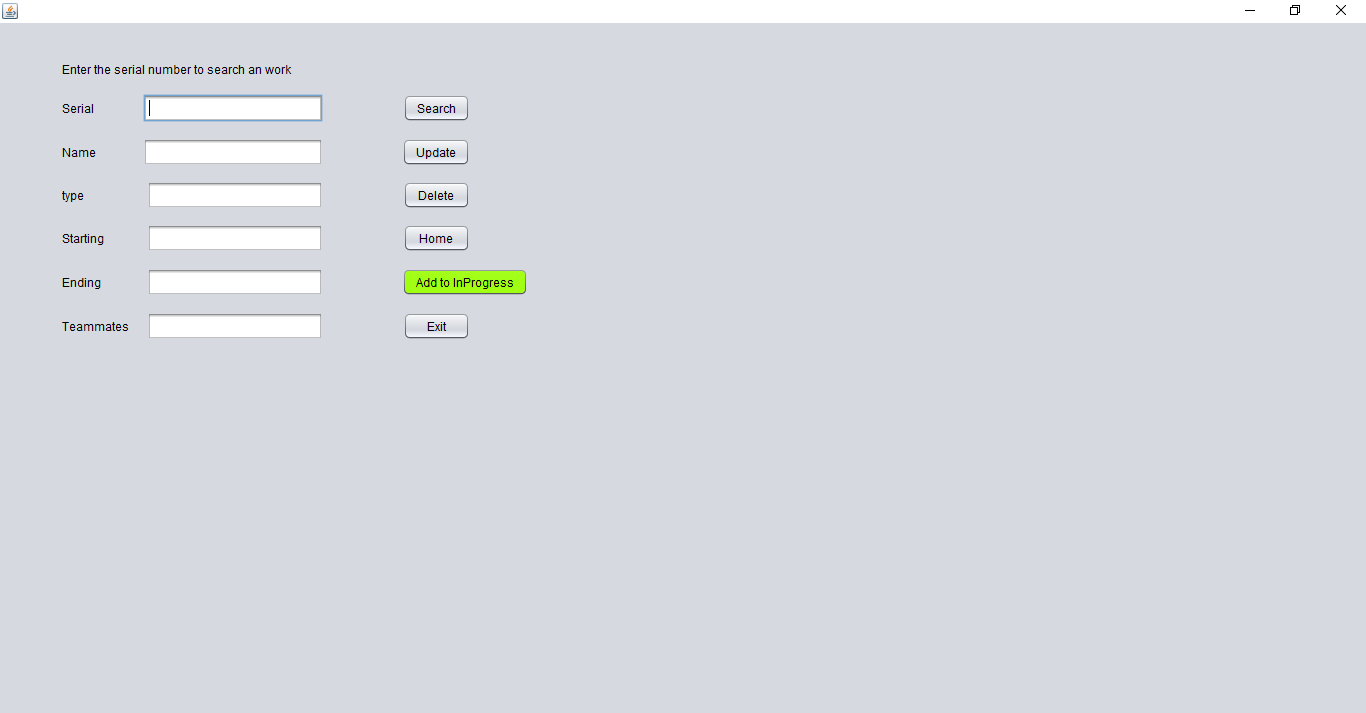 Enter the serial number to search an work
Serial Search
Name Update
type Delete
Starting Home
Ending Add to InProgress
Teammates Exit